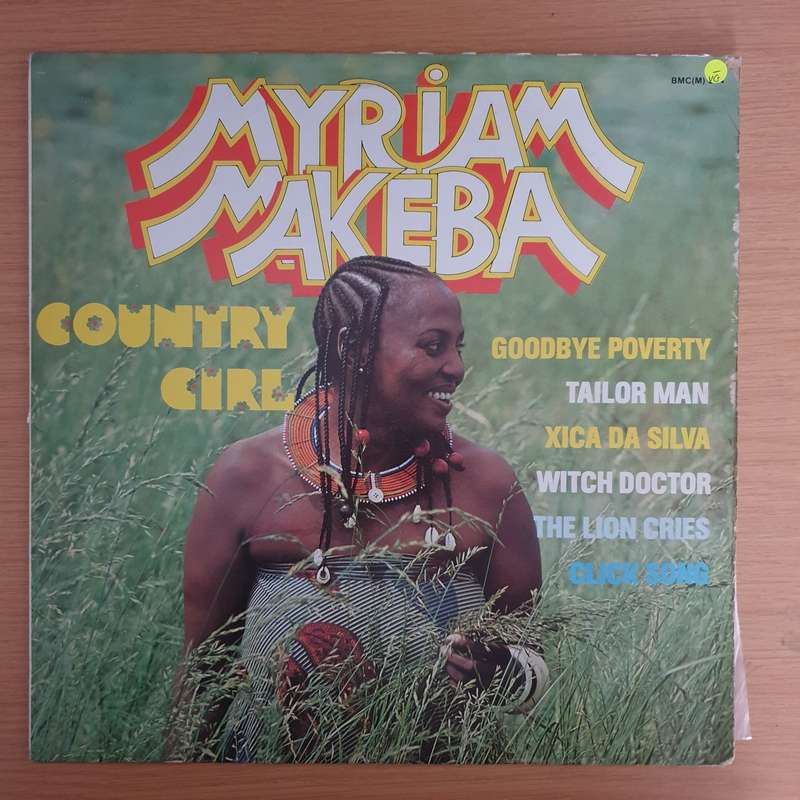 BMC(M)
VG
MYRiAM
MAKEBA
COUNTRY
GIRL
GOODBYE POVERTY
TAILOR MAN
XICA DA SILVA
WITCH DOCTOR
THE LION CRIES
CLICK SONG